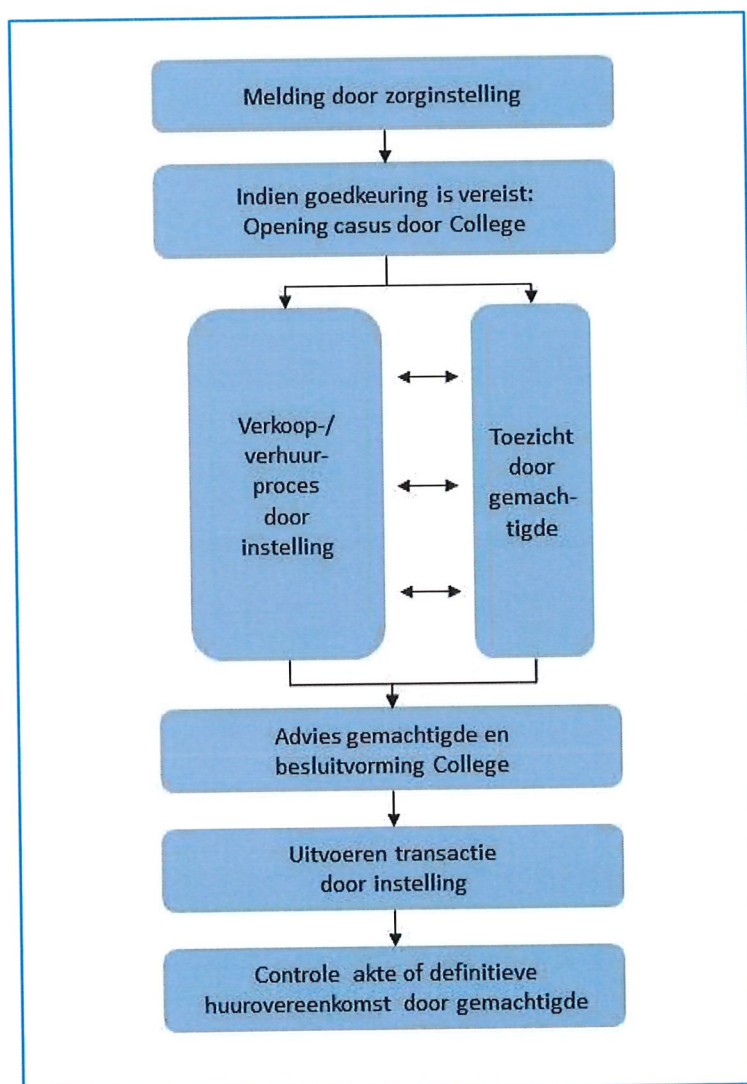 Melding door zorginstelling
Indien goedkeuring is vereist:
Opening casus door College
Verkoop-/
verhuur-
proces
door
instelling
Toezicht
door
gemach-
tigde
Advies gemachtigde en
besluitvorming College
Uitvoeren transactie
door instelling
Controle akte of definitieve
huurovereenkomst door gemachtigde